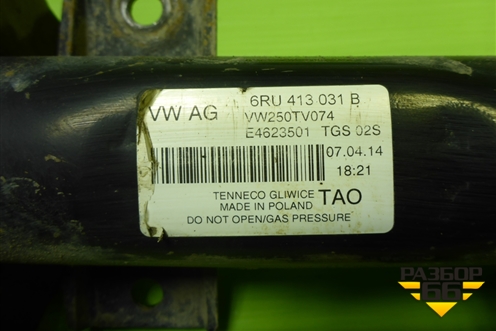 VW AG 6RU 413 031 B
VW250TV074
E4623501 TGS 02S
07.04.14
18:21
TENNECO GLIWICE TAO
MADE IN POLAND
DO NOT OPEN/GAS PRESSURE
РАЗБОР
66